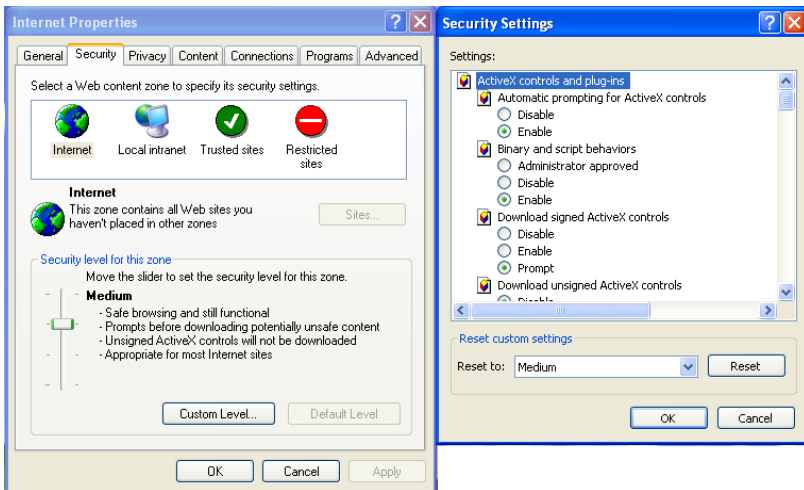 Internet Properties
General Security Privacy Content Connections Programs Advanced
Select a Web content zone to specify its security settings.
Internet Local intranet Trusted sites Restricted
sites
Internet
This zone contains all Web sites you
haven't placed in other zones
Sites...
Security level for this zone
Move the slider to set the security level for this zone.
Medium
- Safe browsing and still functional
- Prompts before downloading potentially unsafe content
- Unsigned ActiveX controls will not be downloaded
- Appropriate for most Internet sites
Custom Level... Default Level
OK Cancel Apply
Security Settings
Settings:
ActiveX controls and plug-ins
Automatic prompting for ActiveX controls
Disable
Enable
Binary and script behaviors
Administrator approved
Disable
Enable
Download signed ActiveX controls
Disable
Enable
Prompt
Download unsigned ActiveX controls
Disable
Reset custom settings
Reset to: Medium Reset
OK Cancel